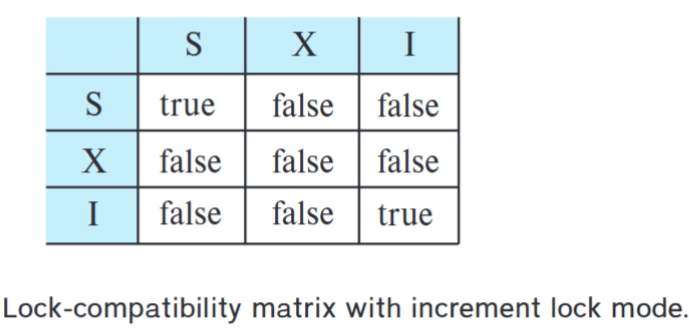 S X I
S true false false
X false false false
I false false true
Lock-compatibility matrix with increment lock mode.